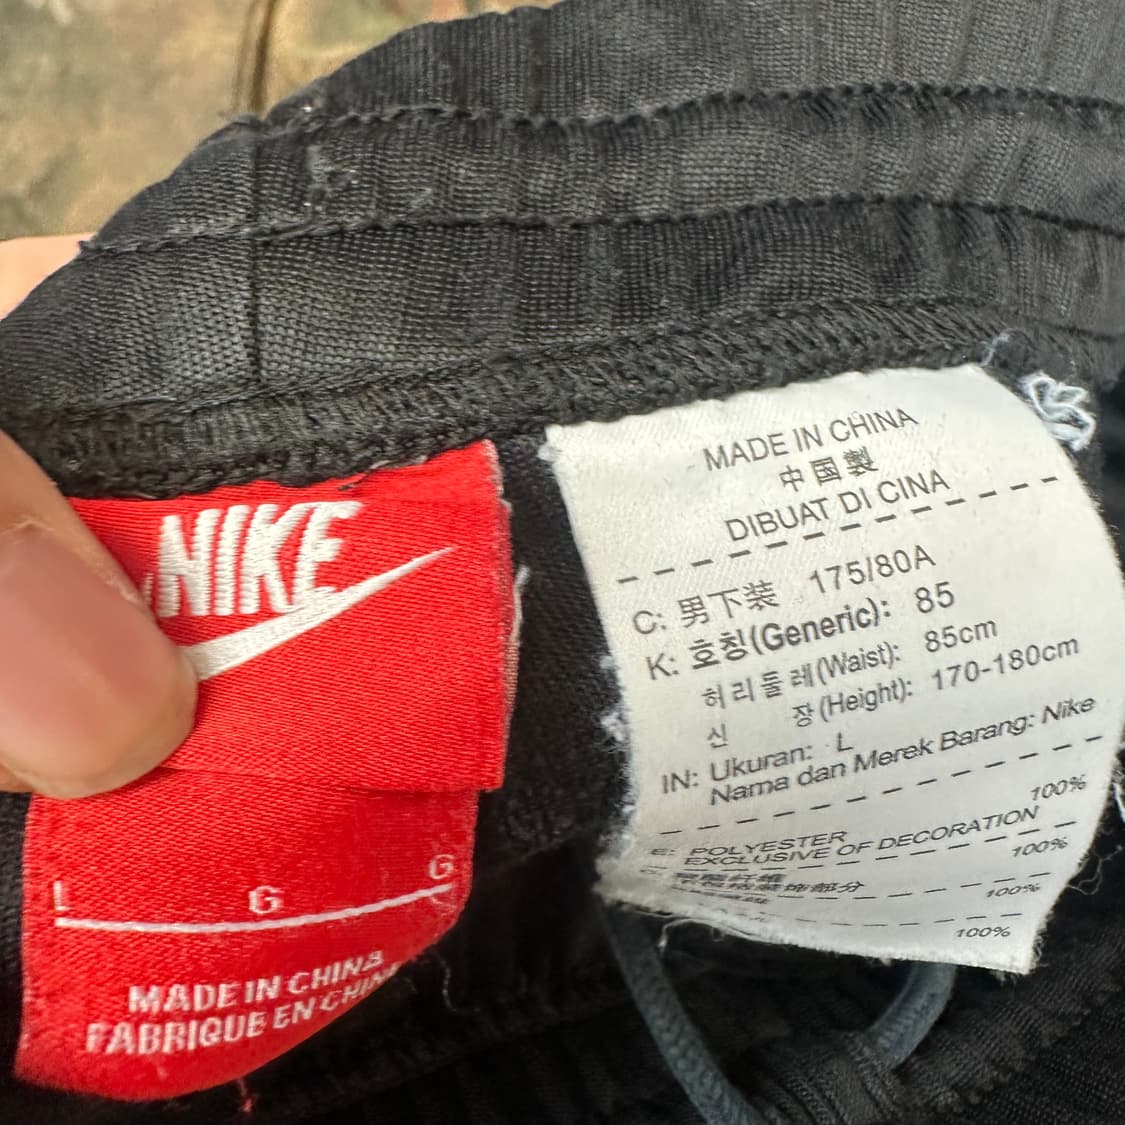 NIKE
L G G
MADE IN CHINA
FABRIQUE EN CHIN
MADE IN CHINA
中国製
DIBUAT DI CINA
C: 男下装 175/80A
K: 호칭(Generic): 85
허리둘레(Waist): 85cm
신 장(Height): 170-180cm
IN: Ukuran: L
Nama dan Merek Barang: Nike
100%
E: POLYESTER
EXCLUSIVE OF DECORATION
100%
100%
100%